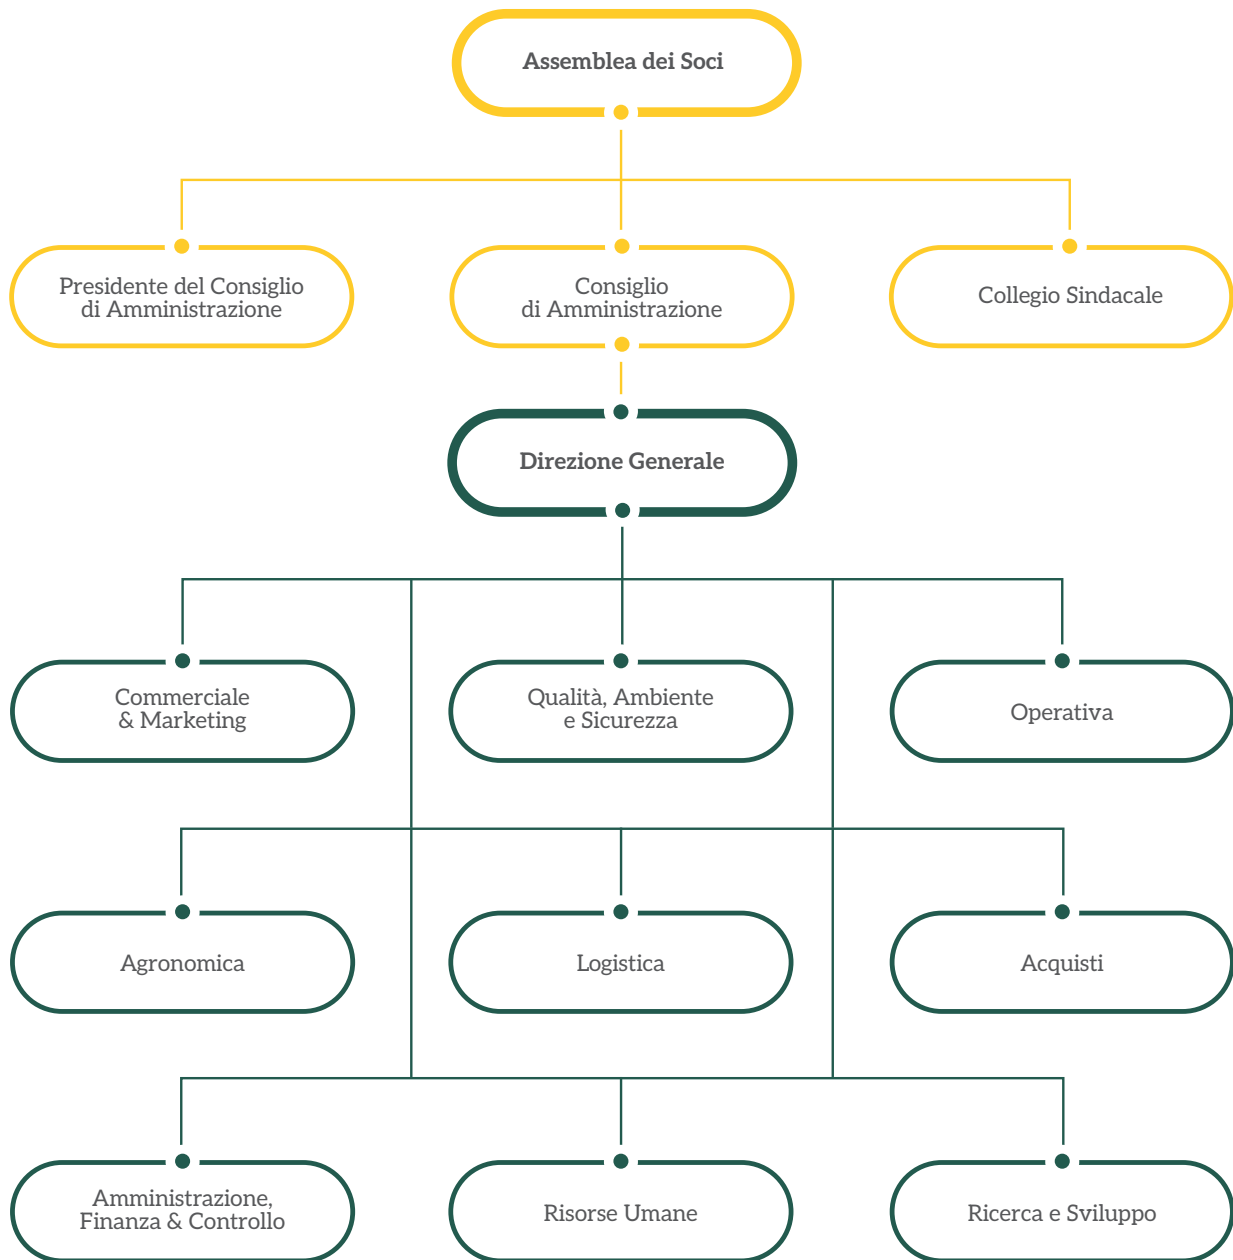 Assemblea dei Soci
Presidente del Consiglio
di Amministrazione
Consiglio
di Amministrazione
Collegio Sindacale
Direzione Generale
Commerciale
& Marketing
Qualità, Ambiente
e Sicurezza
Operativa
Agronomica
Logistica
Acquisti
Amministrazione,
Finanza & Controllo
Risorse Umane
Ricerca e Sviluppo